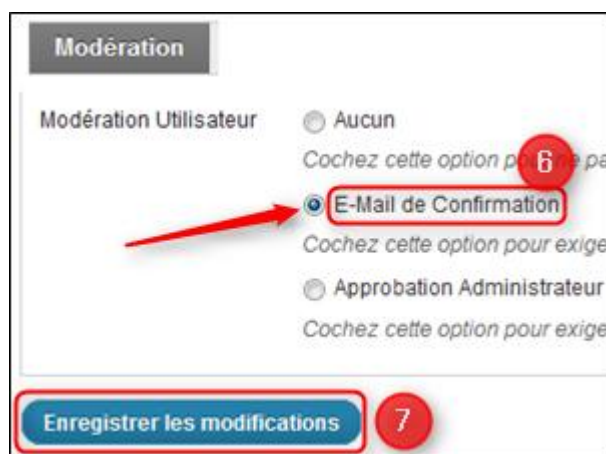 Modération
Modération Utilisateur
Aucun
Cochez cette option
6
E-Mail de Confirmation
Cochez cette option pour exige
Approbation Administrateur
Cochez cette option pour exige
Enregistrer les modifications
7